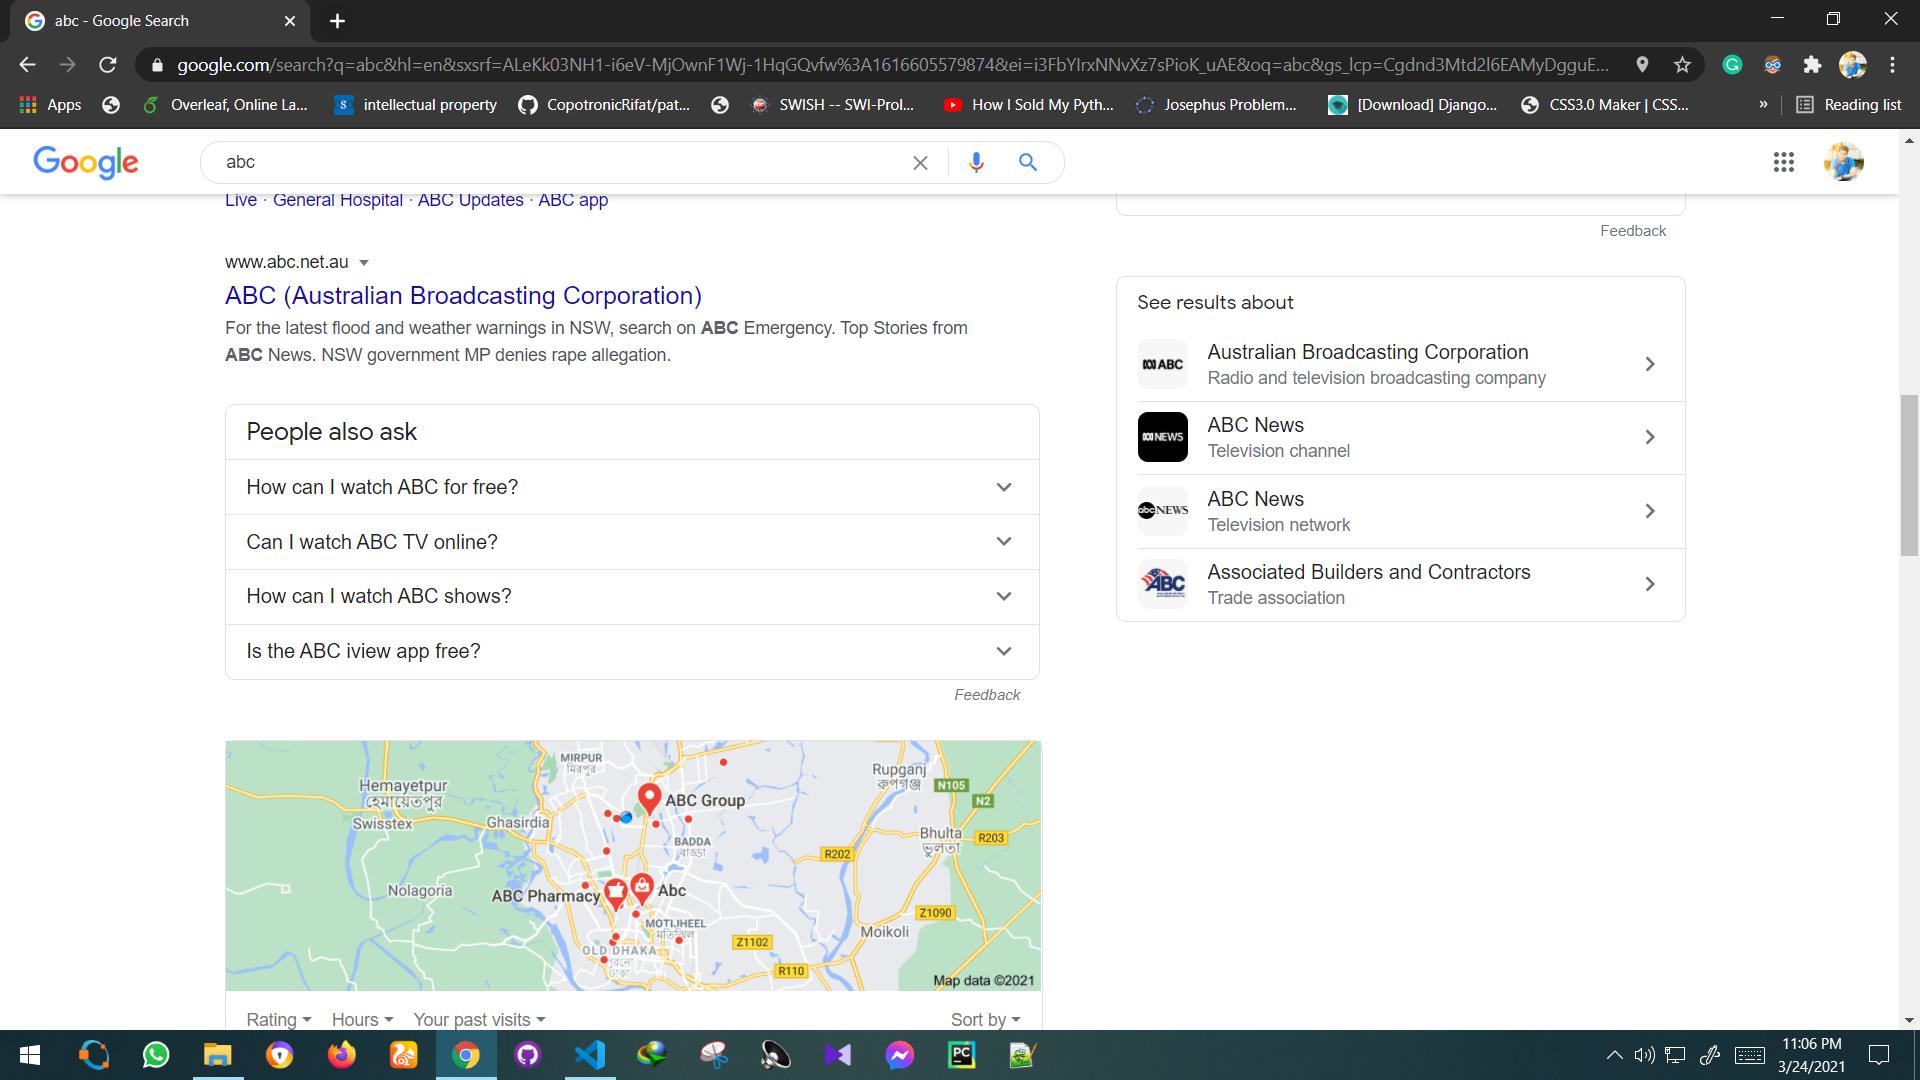 abc - Google Search
google.com/search?q=abc&hl=en&sxsrf=ALeKk03NH1-i6eV-MjOwnF1Wj-1HqGQvfw%3A1616605579874&ei=i3FbYIrxNNvXz7sPioK_uAE&oq=abc&gs_lcp=Cgdnd3Mtd2l6EAMyDgguE...
Apps Overleaf, Online La... intellectual property CopotronicRifat/pat... SWISH -- SWI-Prol... How I Sold My Pyth... Josephus Problem... [Download] Django... CSS3.0 Maker | CSS... » Reading list
Google abc
Live · General Hospital · ABC Updates · ABC app
www.abc.net.au
ABC (Australian Broadcasting Corporation)
For the latest flood and weather warnings in NSW, search on ABC Emergency. Top Stories from
ABC News. NSW government MP denies rape allegation.
People also ask
How can I watch ABC for free?
Can I watch ABC TV online?
How can I watch ABC shows?
Is the ABC iview app free?
Feedback
MIRPUR
মিরপুর
Hemayetpur
হেমায়েতপুর
Swisstex
Ghasirdia
ABC Group
Rupganj
রুপগঞ্জ
N105
N2
Bhulta
ভুলতা
R203
BADDA
বাড্ডা
R202
Nolagoria
ABC Pharmacy
Abc
MOTIJHEEL
মতিঝিল
Z1090
Moikoli
OLD DHAKA
পুরনো
ঢাকা
Z1102
R110
Map data ©2021
Rating Hours Your past visits Sort by
Feedback
See results about
ABC
Australian Broadcasting Corporation
Radio and television broadcasting company
NEWS
ABC News
Television channel
abc NEWS
ABC News
Television network
ABC
Associated Builders and Contractors
Trade association
PC
11:06 PM
3/24/2021